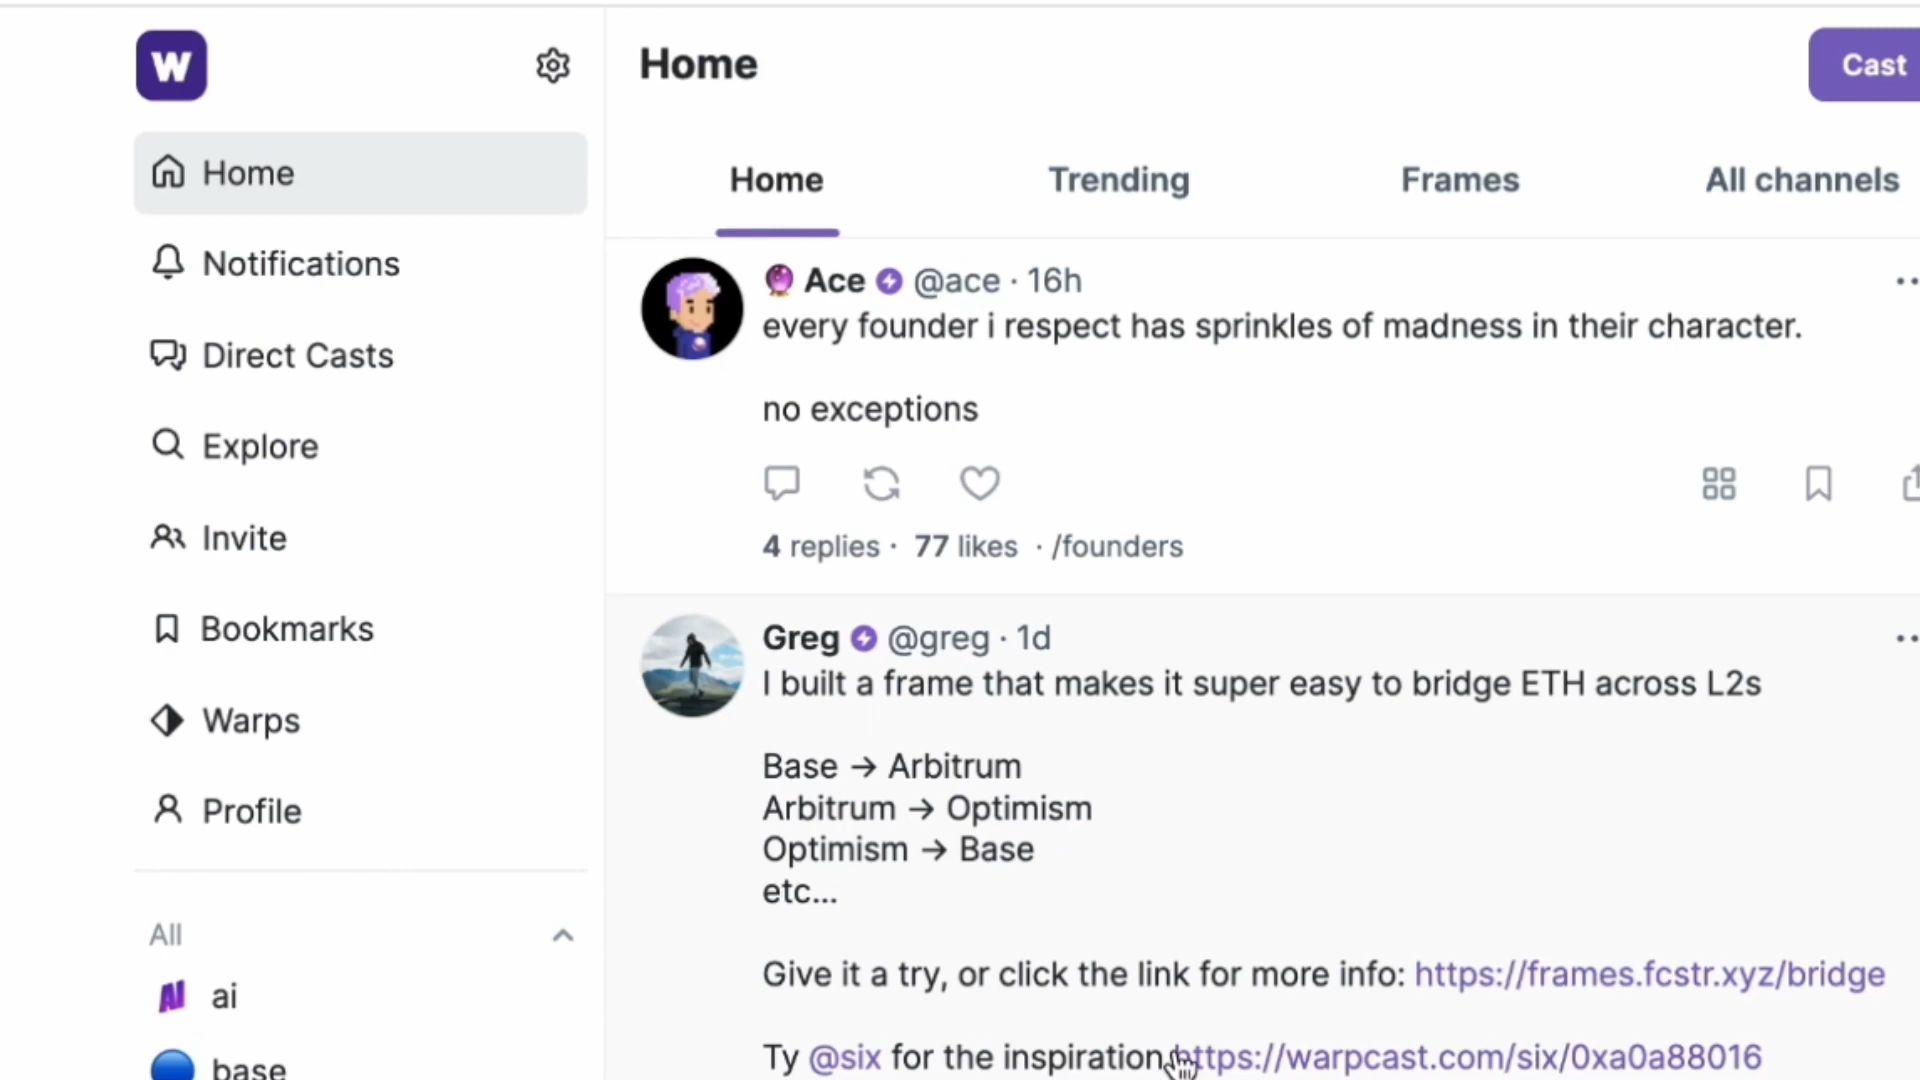 W
Home
Notifications
Direct Casts
Explore
Invite
Bookmarks
Warps
Profile
All
AI ai
base
Home
Cast
Home Trending Frames All channels
Ace @ace · 16h
every founder i respect has sprinkles of madness in their character.
no exceptions
4 replies · 77 likes · /founders
Greg @greg · 1d
I built a frame that makes it super easy to bridge ETH across L2s
Base → Arbitrum
Arbitrum → Optimism
Optimism → Base
etc...
Give it a try, or click the link for more info: https://frames.fcstr.xyz/bridge
Ty @six for the inspiration https://warpcast.com/six/0xa0a88016